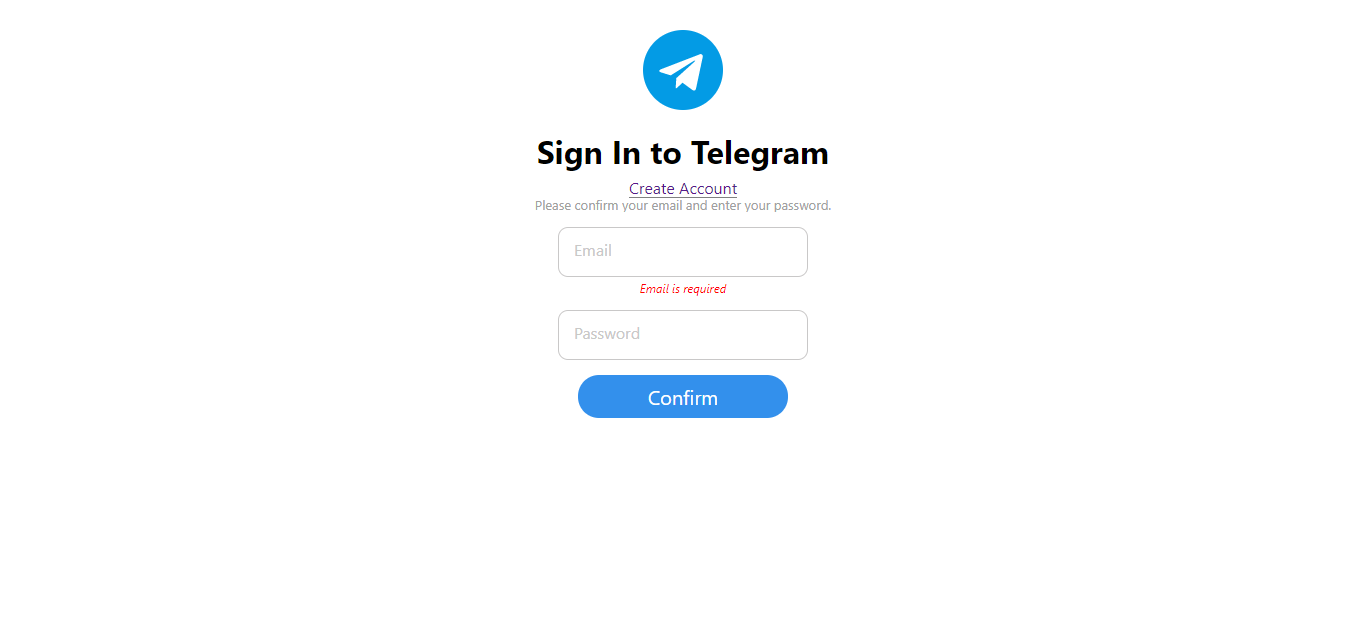 Sign In to Telegram
Create Account
Please confirm your email and enter your password.
Email
Email is required
Password
Confirm